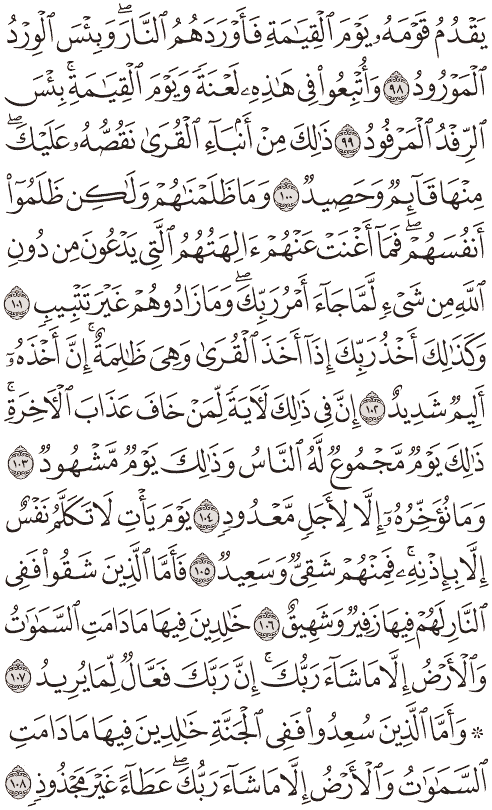 يَقْدُمُ قَوْمَهُۥ يَوْمَ ٱلْقِيَـٰمَةِ فَأَوْرَدَهُمُ ٱلنَّارَ ۖ وَبِئْسَ ٱلْوِرْدُ
ٱلْمَوْرُودُ ٩٨ وَأُتْبِعُوا۟ فِى هَـٰذِهِۦ لَعْنَةً وَيَوْمَ ٱلْقِيَـٰمَةِ ۚ بِئْسَ
ٱلرِّفْدُ ٱلْمَرْفُودُ ٩٩ ذَٰلِكَ مِنْ أَنۢبَآءِ ٱلْقُرَىٰ نَقُصُّهُۥ عَلَيْكَ ۖ
مِنْهَا قَآئِمٌ وَحَصِيدٌ ١٠٠ وَمَا ظَلَمْنَـٰهُمْ وَلَـٰكِن ظَلَمُوٓا۟
أَنفُسَهُمْ ۖ فَمَآ أَغْنَتْ عَنْهُمْ ءَالِهَتُهُمُ ٱلَّتِى يَدْعُونَ مِن دُونِ
ٱللَّهِ مِن شَىْءٍ لَّمَّا جَآءَ أَمْرُ رَبِّكَ ۖ وَمَا زَادُوهُمْ غَيْرَ تَتْبِيبٍ ١٠١
وَكَذَٰلِكَ أَخْذُ رَبِّكَ إِذَآ أَخَذَ ٱلْقُرَىٰ وَهِىَ ظَـٰلِمَةٌ ۚ إِنَّ أَخْذَهُۥٓ
أَلِيمٌ شَدِيدٌ ١٠٢ إِنَّ فِى ذَٰلِكَ لَـَٔايَةً لِّمَنْ خَافَ عَذَابَ ٱلْـَٔاخِرَةِ ۚ
ذَٰلِكَ يَوْمٌ مَّجْمُوعٌ لَّهُ ٱلنَّاسُ وَذَٰلِكَ يَوْمٌ مَّشْهُودٌ ١٠٣
وَمَا نُؤَخِّرُهُۥٓ إِلَّا لِأَجَلٍ مَّعْدُودٍ ١٠٤ يَوْمَ يَأْتِ لَا تَكَلَّمُ نَفْسٌ
إِلَّا بِإِذْنِهِۦ ۚ فَمِنْهُمْ شَقِىٌّ وَسَعِيدٌ ١٠٥ فَأَمَّا ٱلَّذِينَ شَقُوا۟ فَفِى
ٱلنَّارِ لَهُمْ فِيهَا زَفِيرٌ وَشَهِيقٌ ١٠٦ خَـٰلِدِينَ فِيهَا مَا دَامَتِ ٱلسَّمَـٰوَٰتُ
وَٱلْأَرْضُ إِلَّا مَا شَآءَ رَبُّكَ ۚ إِنَّ رَبَّكَ فَعَّالٌ لِّمَا يُرِيدُ ١٠٧
۞ وَأَمَّا ٱلَّذِينَ سُعِدُوا۟ فَفِى ٱلْجَنَّةِ خَـٰلِدِينَ فِيهَا مَا دَامَتِ
ٱلسَّمَـٰوَٰتُ وَٱلْأَرْضُ إِلَّا مَا شَآءَ رَبُّكَ ۖ عَطَآءً غَيْرَ مَجْذُوذٍ ١٠٨